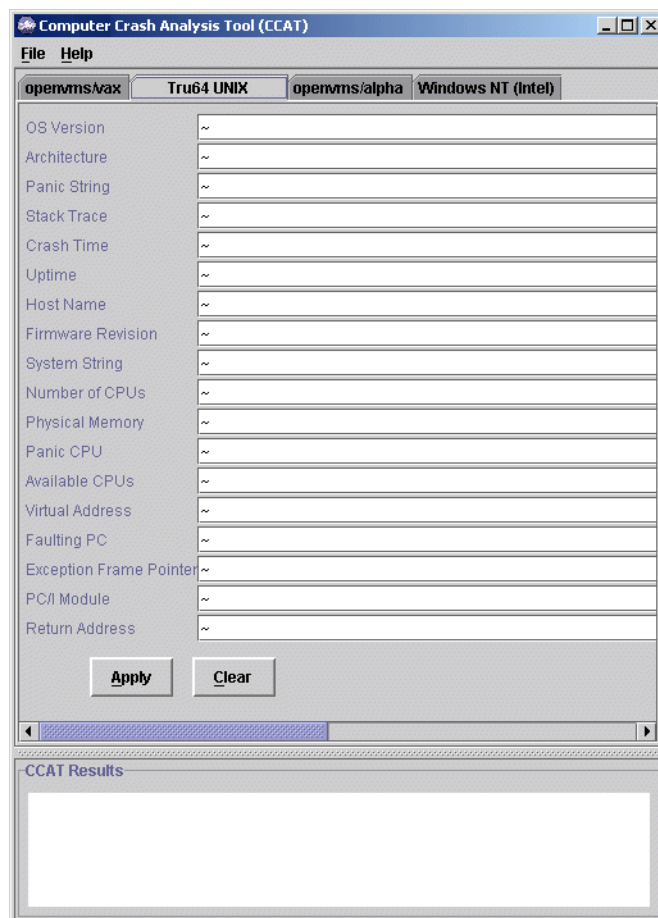 Computer Crash Analysis Tool (CCAT)
File Help
openvms/vax Tru64 UNIX openvms/alpha Windows NT (Intel)
OS Version ~
Architecture ~
Panic String ~
Stack Trace ~
Crash Time ~
Uptime ~
Host Name ~
Firmware Revision ~
System String ~
Number of CPUs ~
Physical Memory ~
Panic CPU ~
Available CPUs ~
Virtual Address ~
Faulting PC ~
Exception Frame Pointer ~
PC/I Module ~
Return Address ~
Apply Clear
CCAT Results